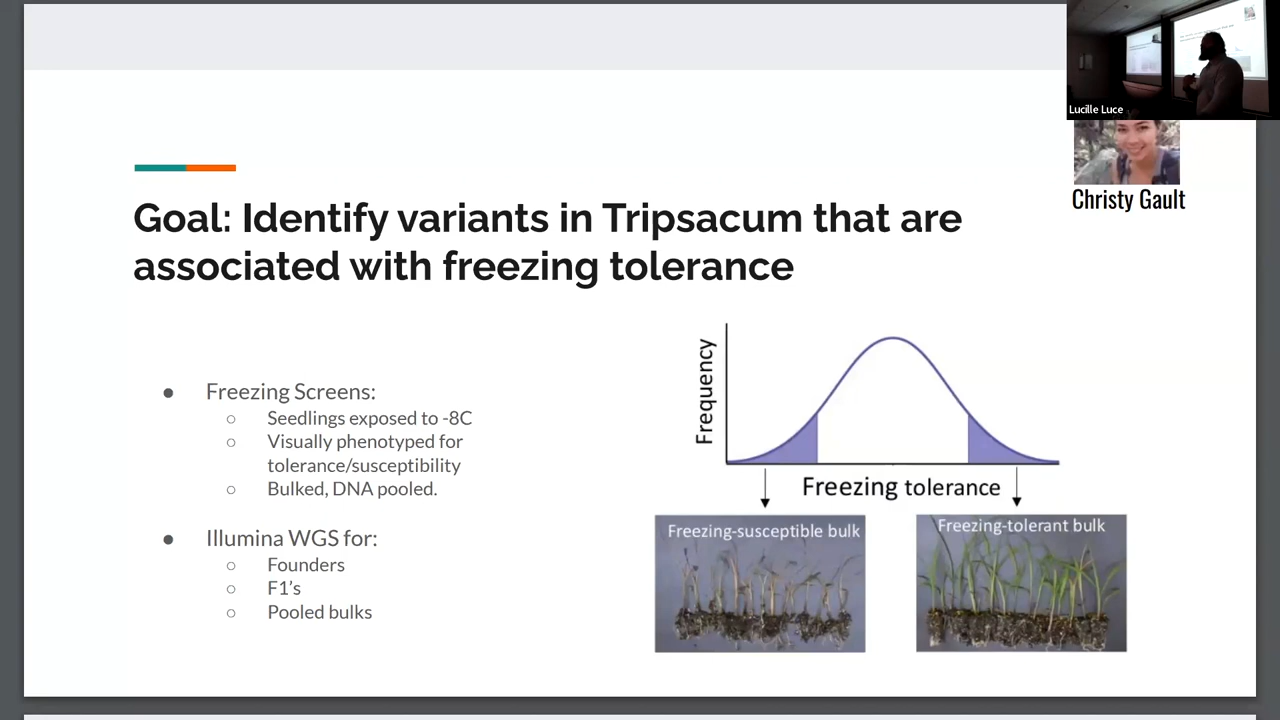 Lucille Luce
Christy Gault
Goal: Identify variants in Tripsacum that are
associated with freezing tolerance
● Freezing Screens:
○ Seedlings exposed to -8C
○ Visually phenotyped for
tolerance/susceptibility
○ Bulked, DNA pooled.
● Illumina WGS for:
○ Founders
○ F1's
○ Pooled bulks
Frequency
Freezing tolerance
Freezing-susceptible bulk
Freezing-tolerant bulk